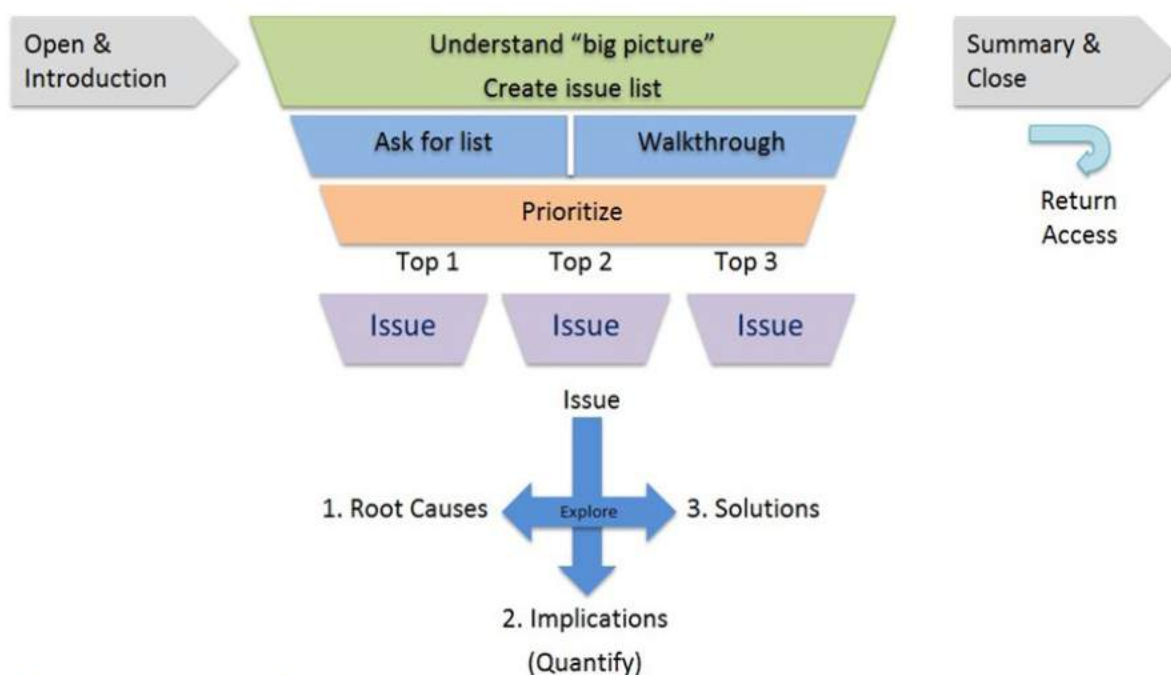 Open &
Introduction
Understand “big picture”
Create issue list
Summary &
Close
Ask for list
Walkthrough
Return
Access
Prioritize
Top 1
Top 2
Top 3
Issue
Issue
Issue
Issue
1. Root Causes
Explore
3. Solutions
2. Implications
(Quantify)